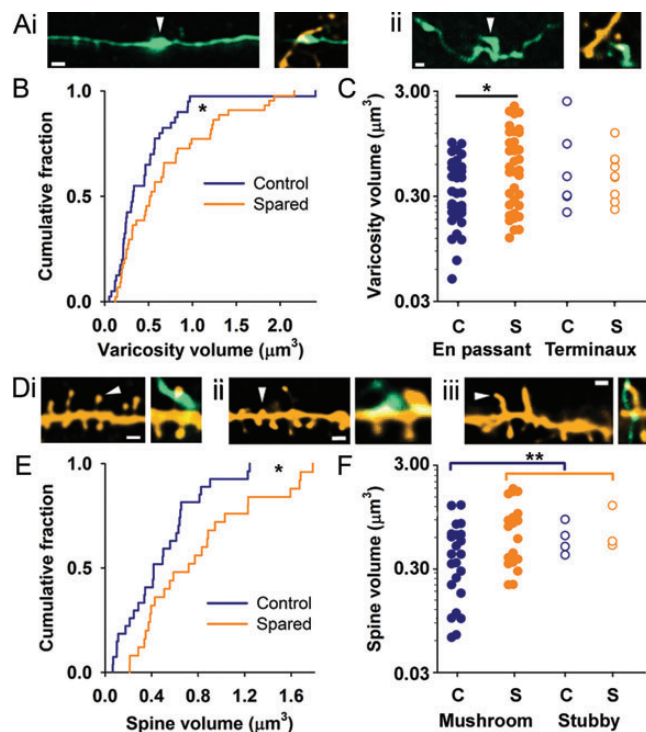 Ai
ii
B
C
1.0
0.5
0.0
Cumulative fraction
*
Control
Spared
0.0 0.5 1.0 1.5 2.0
Varicosity volume (μm³)
3.00
0.30
0.03
Varicosity volume (μm³)
*
C S C S
En passant Terminaux
Di
ii
iii
E
F
1.0
0.5
0.0
Cumulative fraction
*
Control
Spared
0.0 0.4 0.8 1.2 1.6
Spine volume (μm³)
3.00
0.30
0.03
Spine volume (μm³)
**
C S C S
Mushroom Stubby